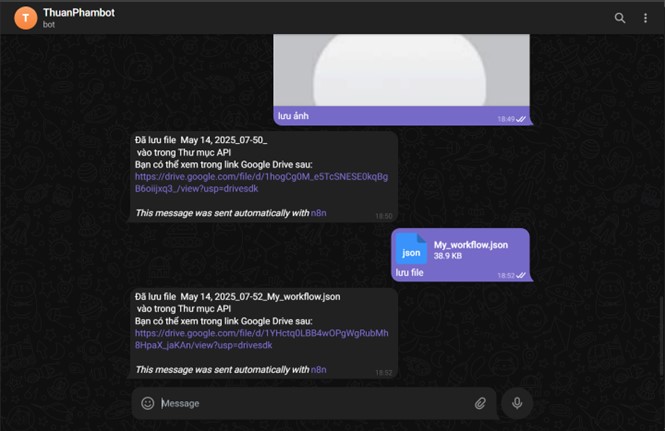 T
ThuanPhambot
bot
lưu ảnh
18:49
Đã lưu file May 14, 2025_07-50_
vào trong Thư mục API
Bạn có thể xem trong link Google Drive sau:
https://drive.google.com/file/d/1hogCg0M_e5TcSNESE0kqBg
B6oiijxq3_/view?usp=drivesdk
This message was sent automatically with n8n
18:50
json
My_workflow.json
38.9 KB
lưu file
18:52
Đã lưu file May 14, 2025_07-52_My_workflow.json
vào trong Thư mục API
Bạn có thể xem trong link Google Drive sau:
https://drive.google.com/file/d/1YHctq0LBB4wOPgWgRubMh
8HpaX_jaKAn/view?usp=drivesdk
This message was sent automatically with n8n
18:52
Message